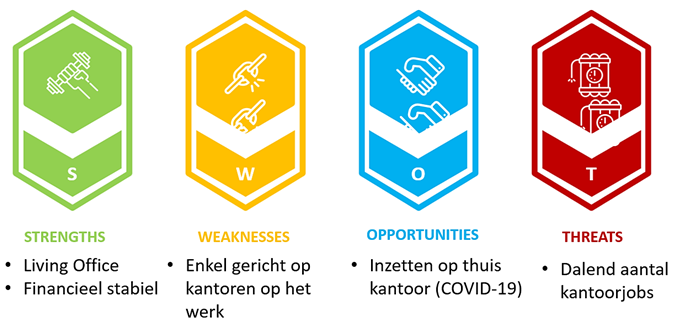 S
W
O
T
STRENGTHS
• Living Office
• Financieel stabiel
WEAKNESSES
• Enkel gericht op
kantoren op het
werk
OPPORTUNITIES
• Inzetten op thuis
kantoor (COVID-19)
THREATS
• Dalend aantal
kantoorjobs